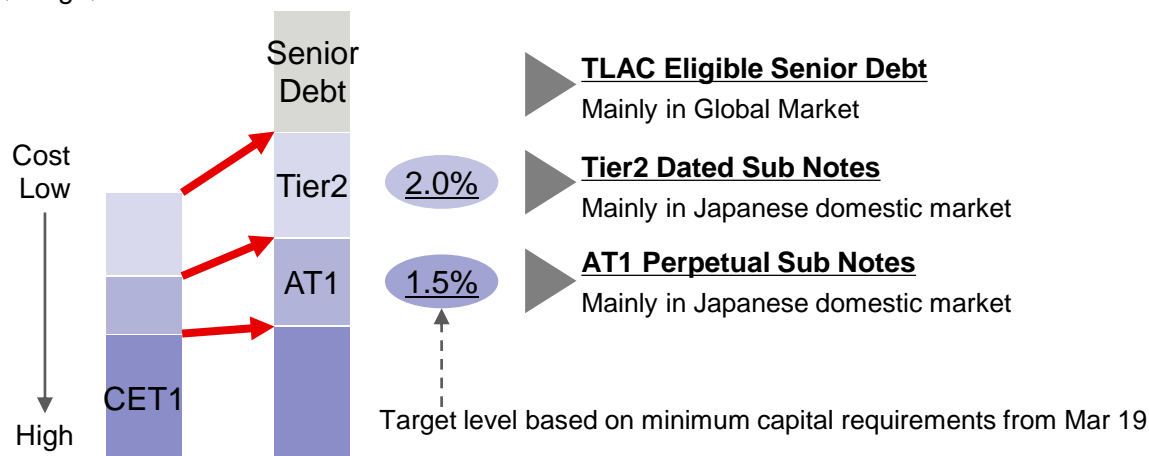 Senior
Debt
TLAC Eligible Senior Debt
Mainly in Global Market
Cost
Low
Tier2
2.0%
Tier2 Dated Sub Notes
Mainly in Japanese domestic market
AT1
1.5%
AT1 Perpetual Sub Notes
Mainly in Japanese domestic market
CET1
High
Target level based on minimum capital requirements from Mar 19